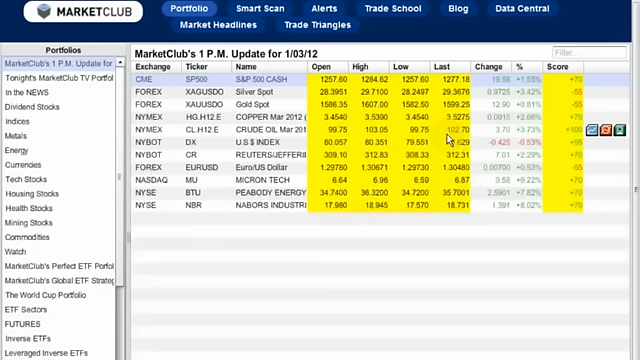 MARKETCLUB
Portfolio Smart Scan Alerts Trade School Blog Data Central
Market Headlines Trade Triangles
Portfolios
MarketClub's 1 P.M. Update for
Tonight's MarketClub TV Portfol
In the NEWS
Dividend Stocks
Indices
Metals
Energy
Currencies
Tech Stocks
Housing Stocks
Health Stocks
Mining Stocks
Commodities
Watch
MarketClub's Perfect ETF Portfol
MarketClub's Global ETF Strateg
The World Cup Portfolio
ETF Sectors
FUTURES
Inverse ETFs
Leveraged Inverse ETFs
MarketClub's 1 P.M. Update for 1/03/12 Filter...
Exchange Ticker Name Open High Low Last Change % Score
CME SP500 S&P 500 CASH 1257.60 1284.62 1257.60 1277.18 19.58 +1.55% +70
FOREX XAGUSDO Silver Spot 28.3951 29.7100 28.2497 29.3676 0.9725 +3.42% -55
FOREX XAUUSDO Gold Spot 1586.35 1607.00 1582.50 1599.25 12.90 +0.81% -55
NYMEX HG.H12.E COPPER Mar 2012 ( 3.4540 3.5390 3.4540 3.5275 0.0915 +2.66% +70
NYMEX CL.H12.E CRUDE OIL Mar 201 99.75 103.05 99.75 102.70 3.70 +3.73% +100
NYBOT DX U.S $ INDEX 80.057 80.351 79.551 -0.425 -0.53% +55
NYBOT CR REUTERS/JEFFERIE 309.10 312.83 308.33 312.31 7.01 +2.29% +70
FOREX EURUSD Euro/US Dollar 1.29780 1.30671 1.29730 1.30480 0.00700 +0.53% -55
NASDAQ MU MICRON TECH 6.64 6.96 6.59 6.87 0.58 +9.22% +70
NYSE BTU PEABODY ENERGY 34.7400 36.3200 34.7400 35.7001 2.5901 +7.82% +70
NYSE NBR NABORS INDUSTRI 17.980 18.945 17.570 18.731 1.391 +8.02% +70